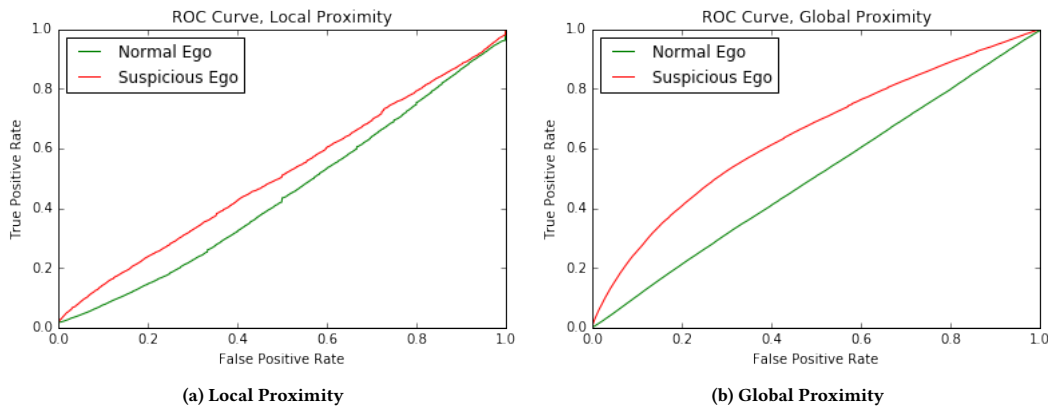 ROC Curve, Local Proximity
Normal Ego
Suspicious Ego
1.0
0.8
0.6
0.4
0.2
0.0
True Positive Rate
0.0 0.2 0.4 0.6 0.8 1.0
False Positive Rate
(a) Local Proximity
ROC Curve, Global Proximity
Normal Ego
Suspicious Ego
1.0
0.8
0.6
0.4
0.2
0.0
True Positive Rate
0.0 0.2 0.4 0.6 0.8 1.0
False Positive Rate
(b) Global Proximity